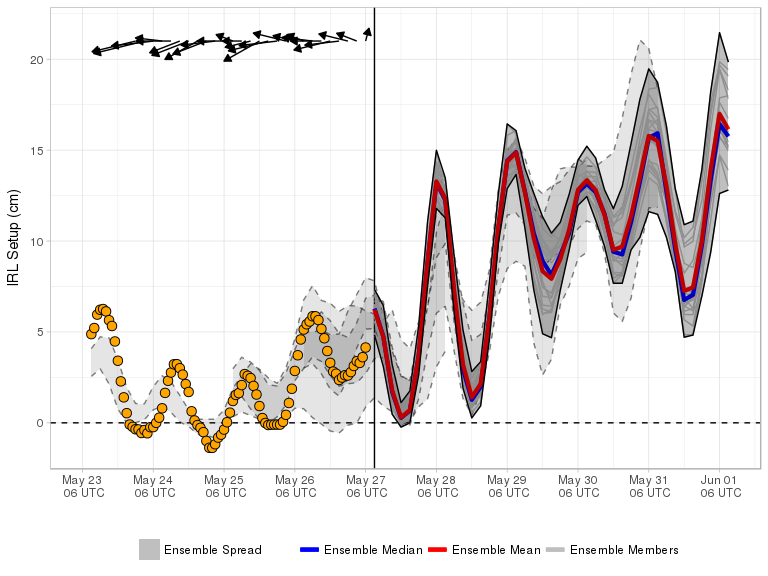 IRL Setup (cm)
20
15
10
5
0
May 23 May 24 May 25 May 26 May 27 May 28 May 29 May 30 May 31 Jun 01
06 UTC 06 UTC 06 UTC 06 UTC 06 UTC 06 UTC 06 UTC 06 UTC 06 UTC 06 UTC
Ensemble Spread Ensemble Median Ensemble Mean Ensemble Members